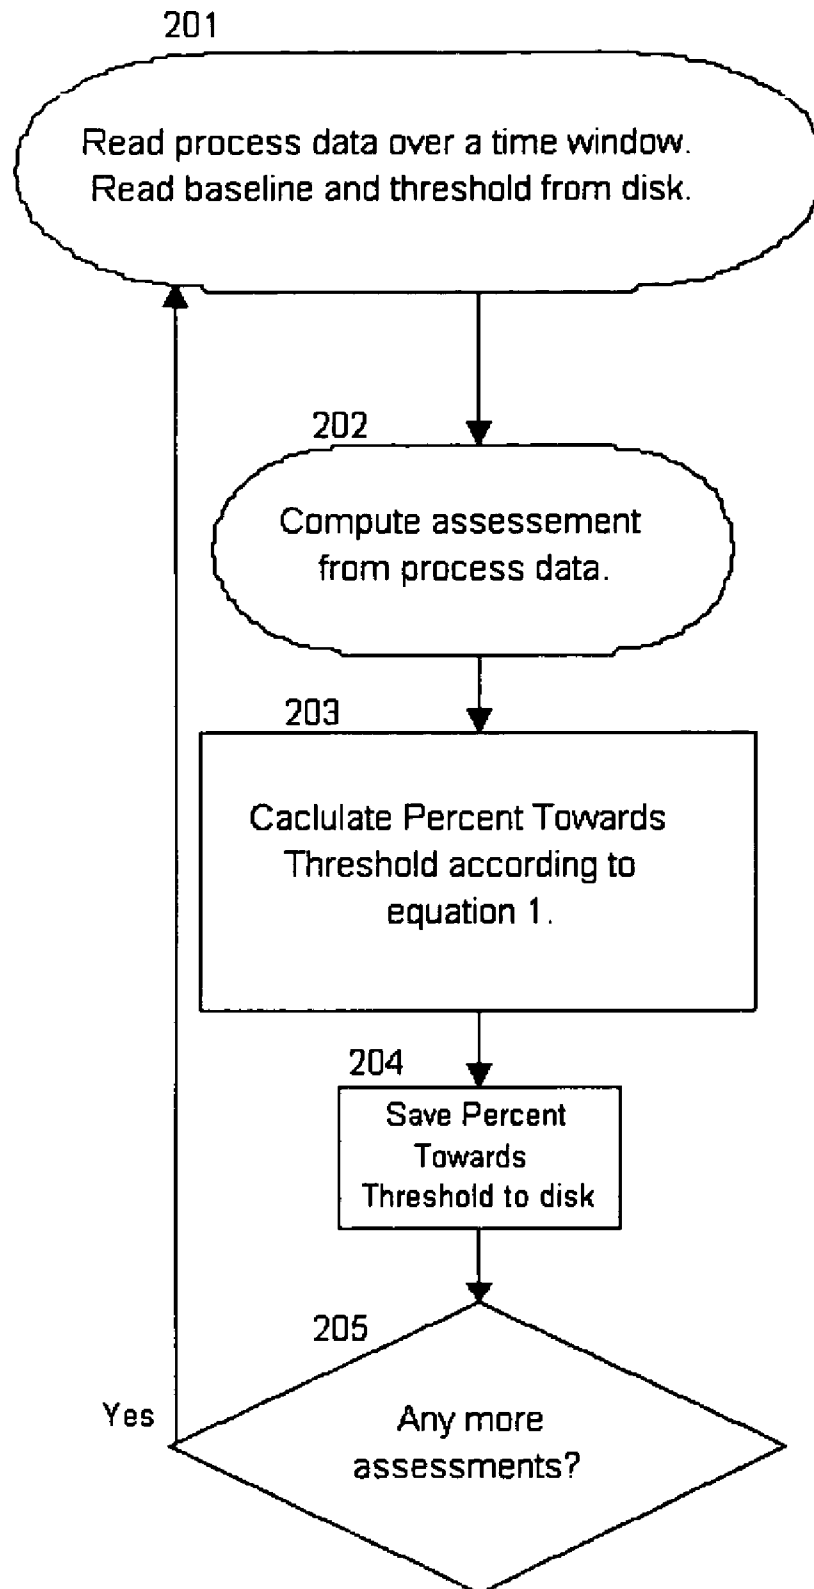 201
Read process data over a time window.
Read baseline and threshold from disk.
202
Compute assessement
from process data.
203
Caclulate Percent Towards
Threshold according to
equation 1.
204
Save Percent
Towards
Threshold to disk
205
Yes
Any more
assessments?